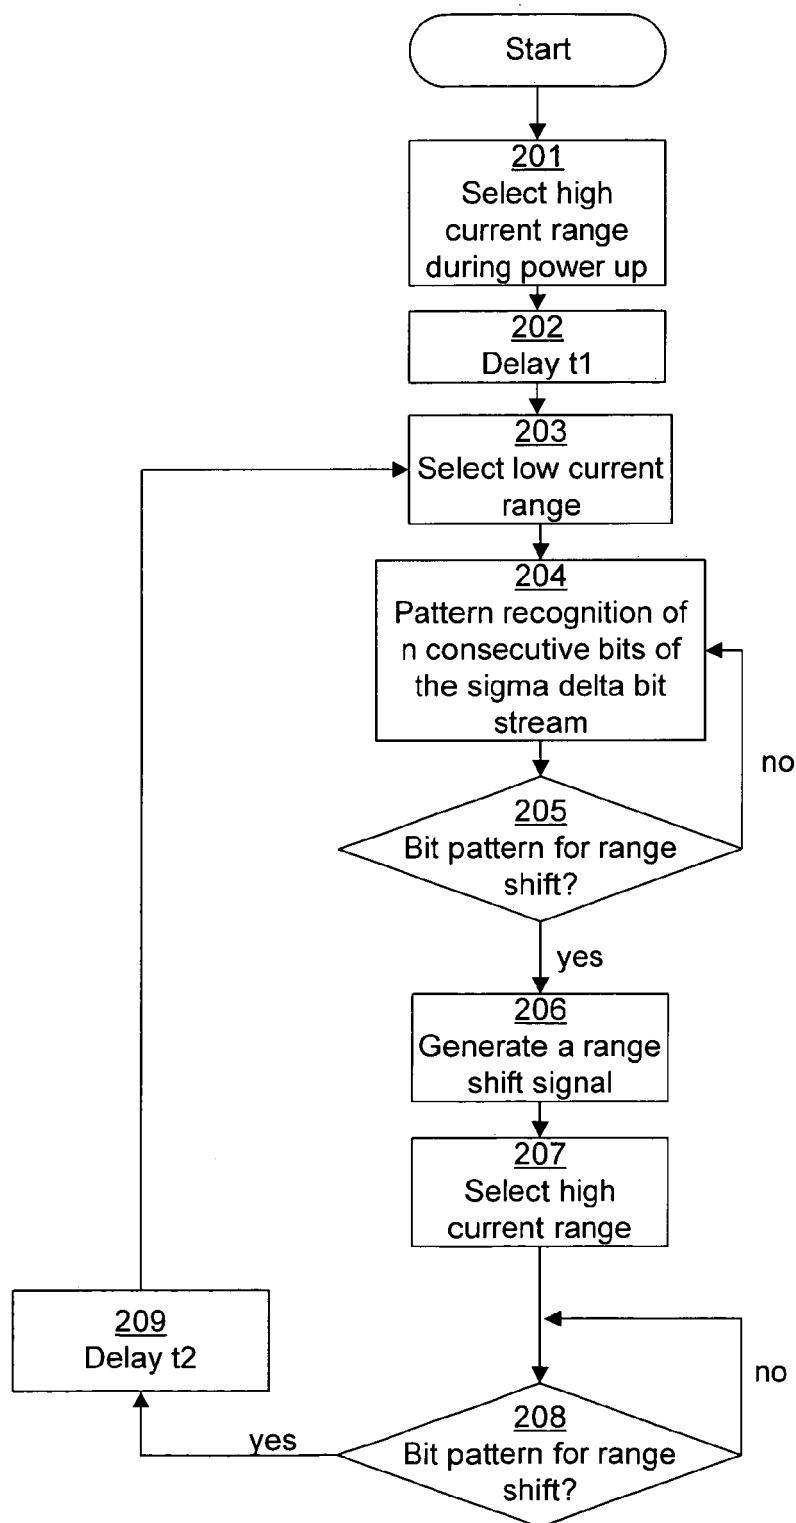 Start
201
Select high
current range
during power up
202
Delay t1
203
Select low current
range
204
Pattern recognition of
n consecutive bits of
the sigma delta bit
stream
no
205
Bit pattern for range
shift?
yes
206
Generate a range
shift signal
207
Select high
current range
209
Delay t2
no
208
Bit pattern for range
shift?
yes